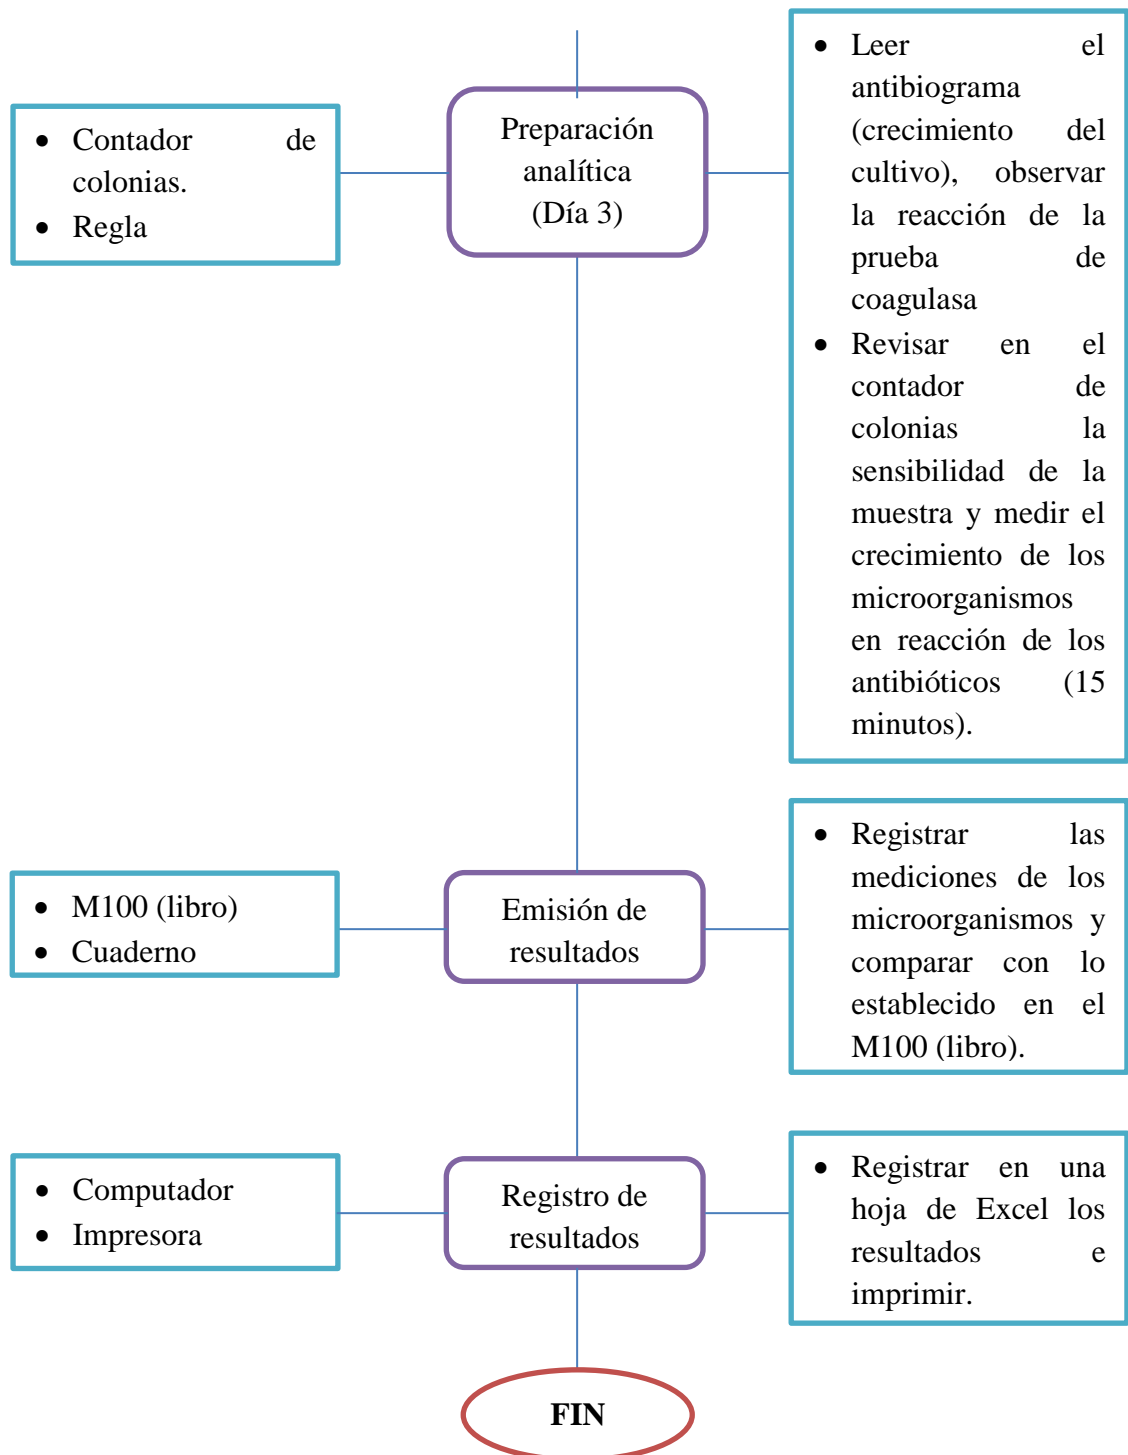 • Contador de
colonias.
• Regla
Preparación
analítica
(Día 3)
• Leer el
antibiograma
(crecimiento del
cultivo), observar
la reacción de la
prueba de
coagulasa
• Revisar en el
contador de
colonias la
sensibilidad de la
muestra y medir el
crecimiento de los
microorganismos
en reacción de los
antibióticos (15
minutos).
• M100 (libro)
• Cuaderno
Emisión de
resultados
• Registrar las
mediciones de los
microorganismos y
comparar con lo
establecido en el
M100 (libro).
• Computador
• Impresora
Registro de
resultados
• Registrar en una
hoja de Excel los
resultados e
imprimir.
FIN